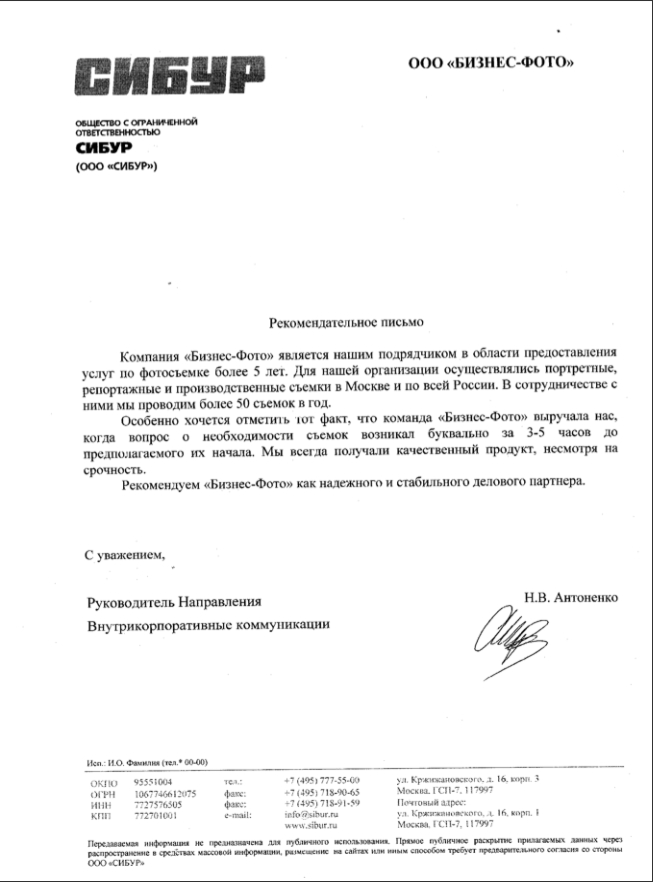 СИБУР
ООО «БИЗНЕС-ФОТО»
ОБЩЕСТВО С ОГРАНИЧЕННОЙ
ОТВЕТСТВЕННОСТЬЮ
СИБУР
(ООО «СИБУР»)
Рекомендательное письмо
Компания «Бизнес-Фото» является нашим подрядчиком в области предоставления
услуг по фотосъемке более 5 лет. Для нашей организации осуществлялись портретные,
репортажные и производственные съемки в Москве и по всей России. В сотрудничестве с
ними мы проводим более 50 съемок в год.
Особенно хочется отметить тот факт, что команда «Бизнес-Фото» выручала нас,
когда вопрос о необходимости съемок возникал буквально за 3-5 часов до
предполагаемого их начала. Мы всегда получали качественный продукт, несмотря на
срочность.
Рекомендуем «Бизнес-Фото» как надежного и стабильного делового партнера.
С уважением,
Руководитель Направления
Н.В. Антоненко
Внутрикорпоративные коммуникации
Исп.: И.О. Фамилия (тел.* 00-00)
ОКПО 95551004 тел.: +7 (495) 777-55-00 ул. Кржижановского, д. 16, корп. 3
ОГРН 1067746612075 факс: +7 (495) 718-90-65 Москва, ГСП-7, 117997
ИНН 7727576505 факс: +7 (495) 718-91-59 Почтовый адрес:
КПП 772701001 e-mail: info@sibur.ru ул. Кржижановского, д. 16, корп. 1
www.sibur.ru Москва, ГСП-7, 117997
Передаваемая информация не предназначена для публичного использования. Прямое публичное раскрытие прилагаемых данных через
распространение в средствах массовой информации, размещение на сайтах или иным способом требует предварительного согласия со стороны
ООО «СИБУР»